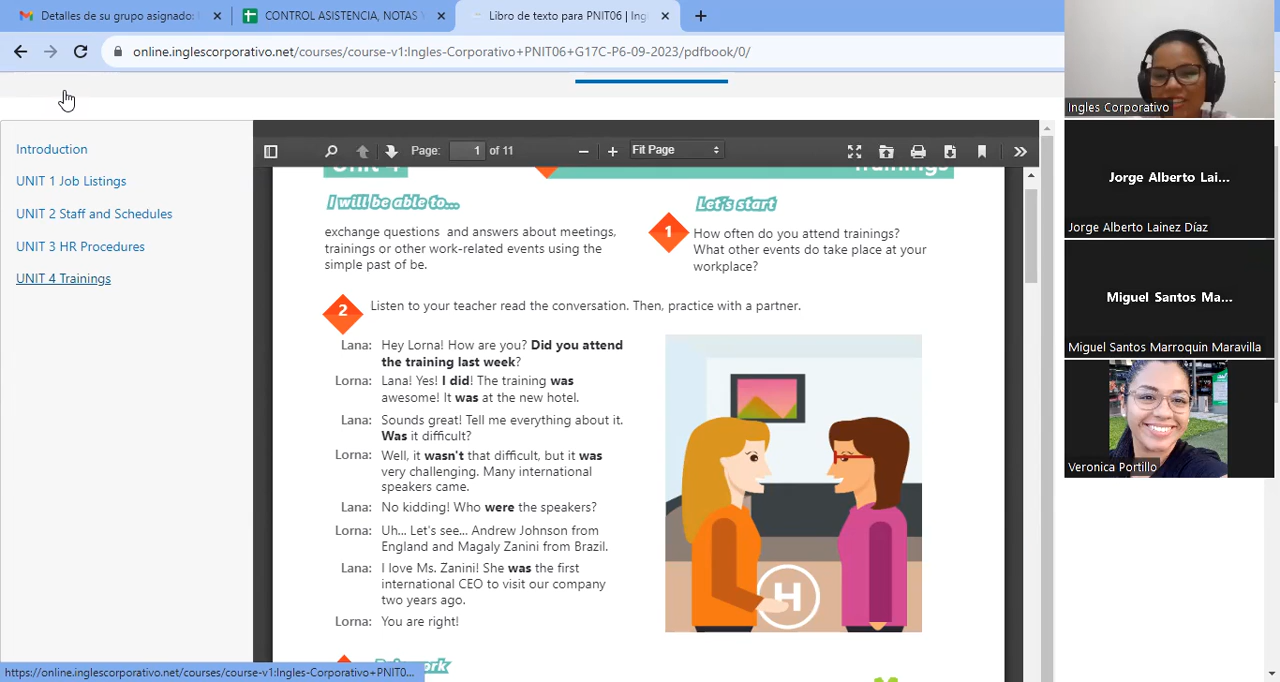 Detalles de su grupo asignado:
CONTROL ASISTENCIA, NOTAS Y
Libro de texto para PNIT06 | Ing
online.inglescorporativo.net/courses/course-v1:Ingles-Corporativo+PNIT06+G17C-P6-09-2023/pdfbook/0/
Introduction
UNIT 1 Job Listings
UNIT 2 Staff and Schedules
UNIT 3 HR Procedures
UNIT 4 Trainings
Page: 1 of 11
Fit Page
Unit 4
Trainings
I will be able to...
exchange questions and answers about meetings,
trainings or other work-related events using the
simple past of be.
Let's start
1
How often do you attend trainings?
What other events do take place at your
workplace?
2
Listen to your teacher read the conversation. Then, practice with a partner.
Lana: Hey Lorna! How are you? Did you attend
the training last week?
Lorna: Lana! Yes! I did! The training was
awesome! It was at the new hotel.
Lana: Sounds great! Tell me everything about it.
Was it difficult?
Lorna: Well, it wasn't that difficult, but it was
very challenging. Many international
speakers came.
Lana: No kidding! Who were the speakers?
Lorna: Uh... Let's see... Andrew Johnson from
England and Magaly Zanini from Brazil.
Lana: I love Ms. Zanini! She was the first
international CEO to visit our company
two years ago.
Lorna: You are right!
H
https://online.inglescorporativo.net/courses/course-v1:Ingles-Corporativo+PNIT0...
Ingles Corporativo
Jorge Alberto Lai...
Jorge Alberto Lainez Díaz
Miguel Santos Ma...
Miguel Santos Marroquin Maravilla
Veronica Portillo